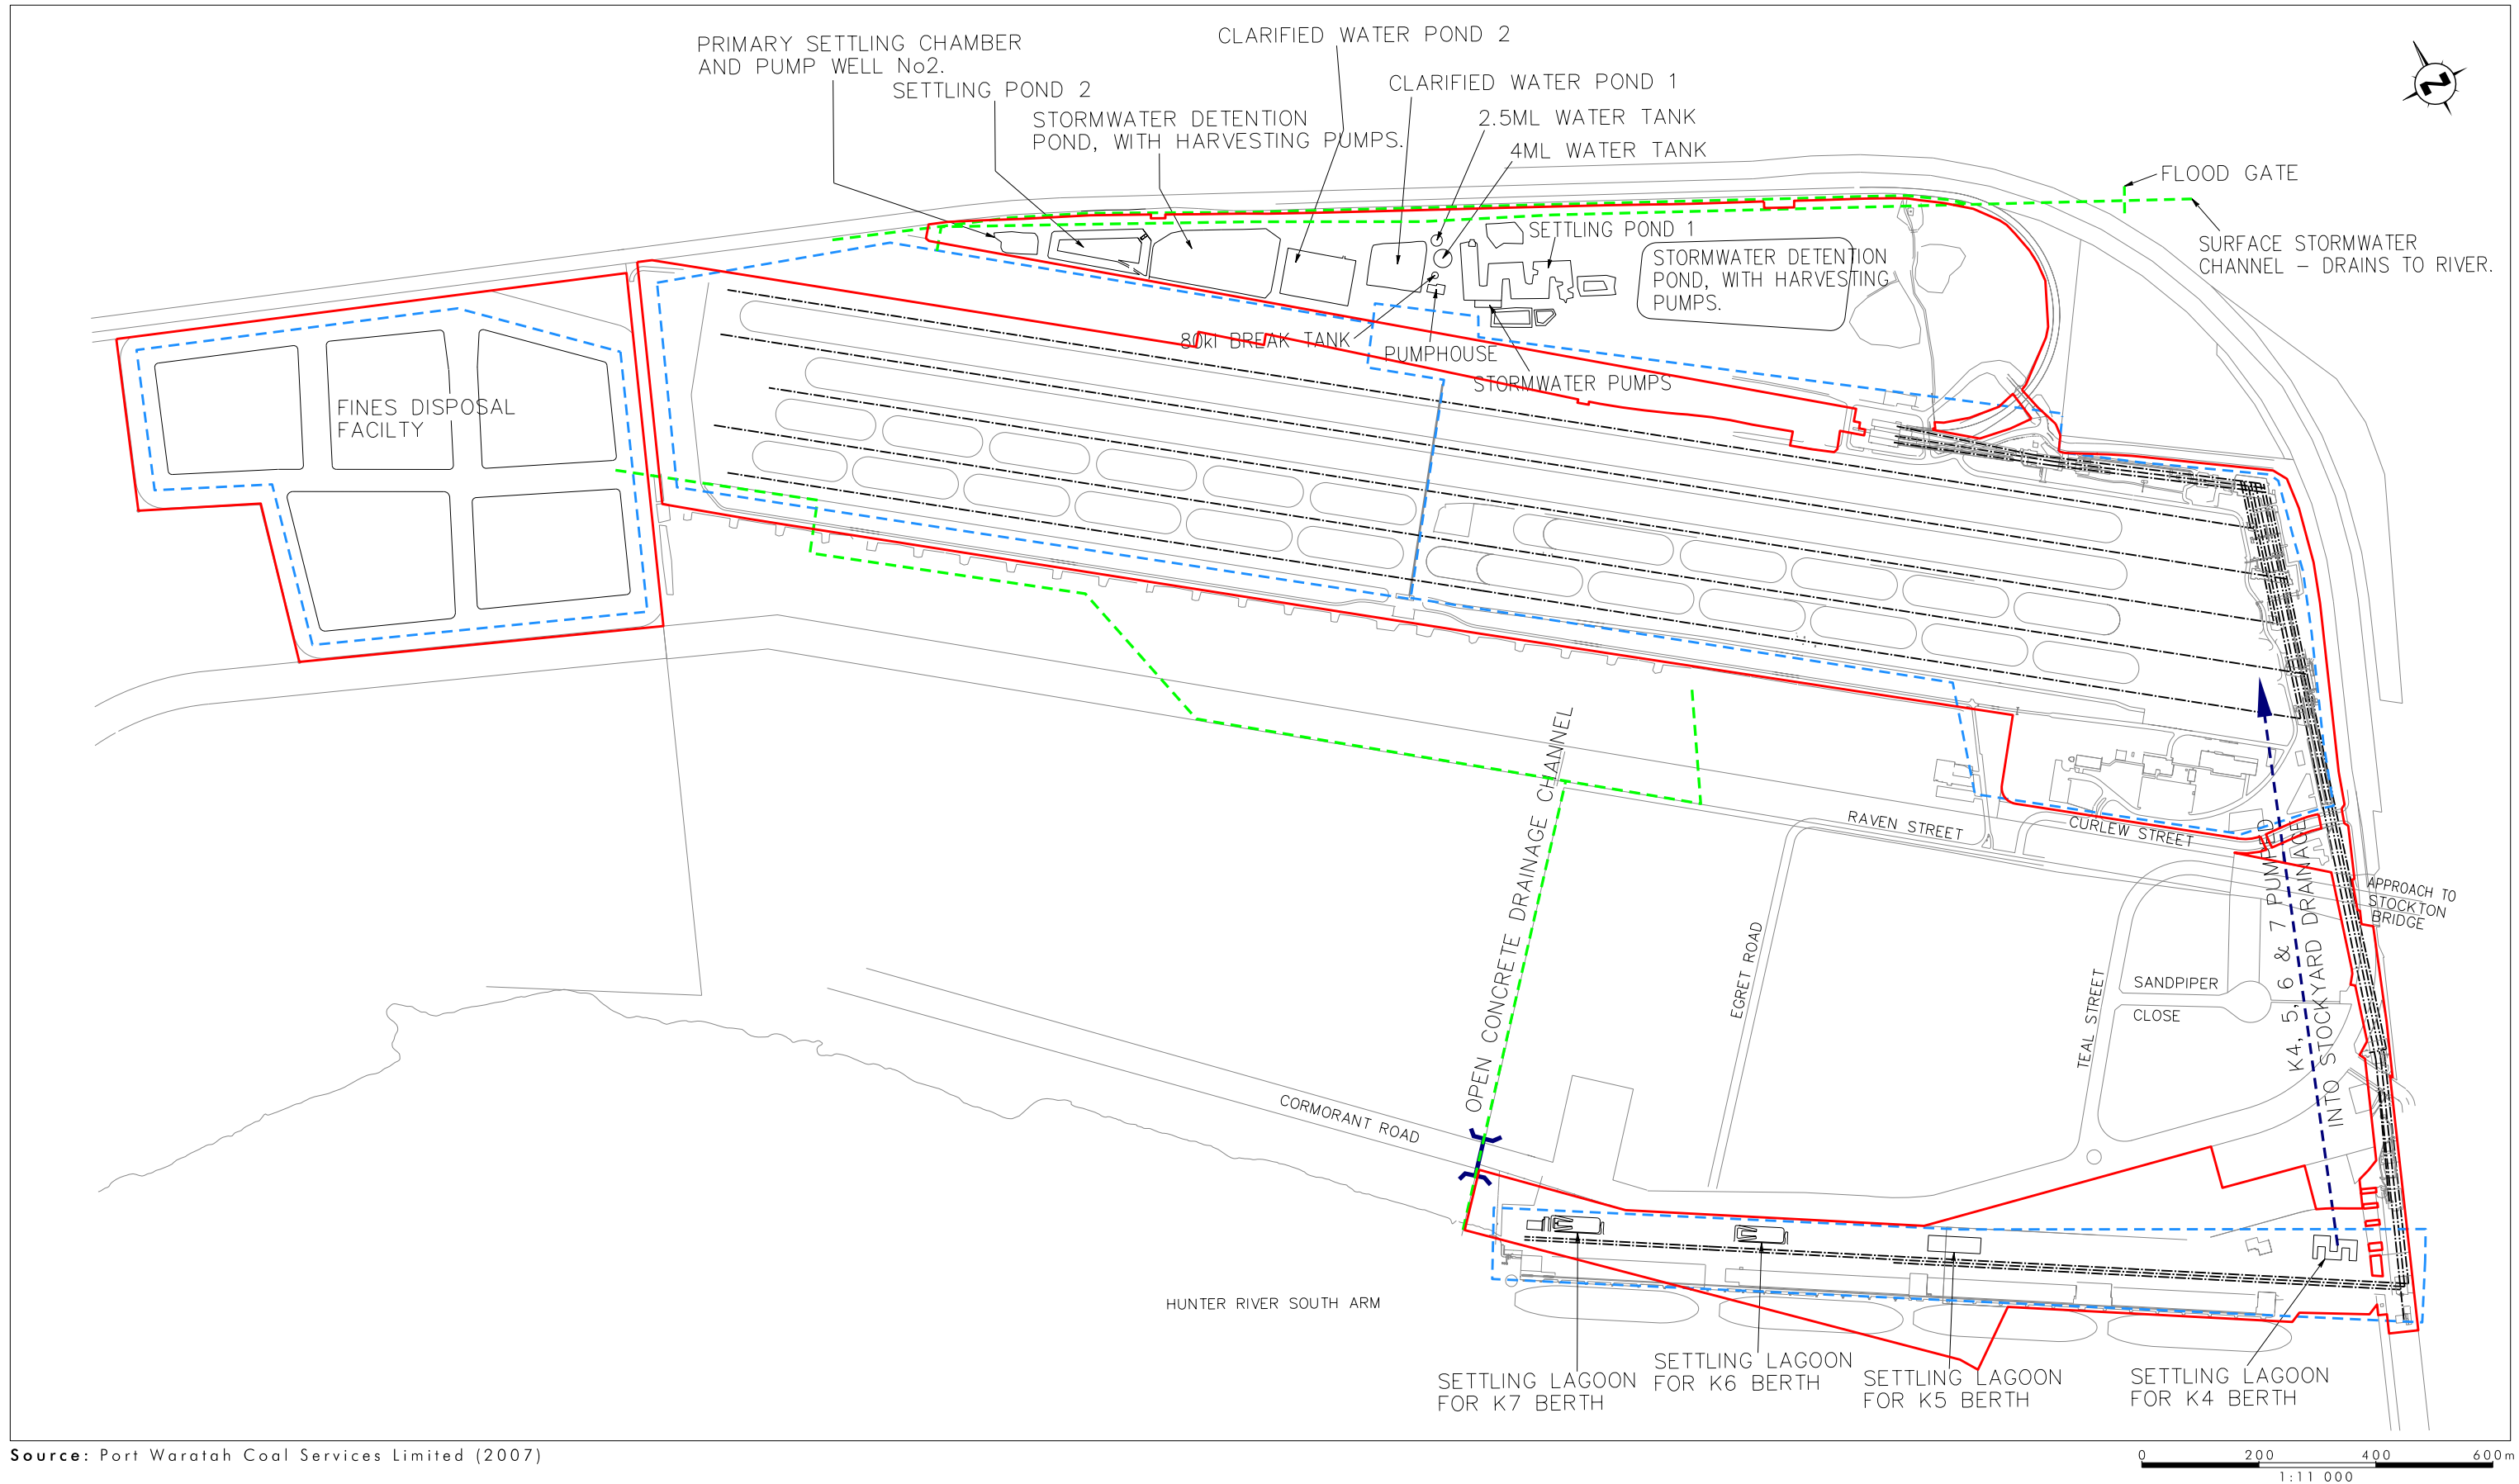 PRIMARY SETTLING CHAMBER
AND PUMP WELL No2.
SETTLING POND 2
STORMWATER DETENTION
POND, WITH HARVESTING PUMPS.
CLARIFIED WATER POND 2
CLARIFIED WATER POND 1
2.5ML WATER TANK
4ML WATER TANK
N
FLOOD GATE
SURFACE STORMWATER
CHANNEL – DRAINS TO RIVER.
SETTLING POND 1
STORMWATER DETENTION
POND, WITH HARVESTING
PUMPS.
80kl BREAK TANK
PUMPHOUSE
STORMWATER PUMPS
FINES DISPOSAL
FACILTY
OPEN CONCRETE DRAINAGE CHANNEL
RAVEN STREET
CURLEW STREET
K4, 5, 6 & 7 PUMPED
INTO STOCKYARD DRAINAGE
APPROACH TO
STOCKTON
BRIDGE
EGRET ROAD
TEAL STREET
SANDPIPER
CLOSE
CORMORANT ROAD
HUNTER RIVER SOUTH ARM
SETTLING LAGOON
FOR K7 BERTH
SETTLING LAGOON
FOR K6 BERTH
SETTLING LAGOON
FOR K5 BERTH
SETTLING LAGOON
FOR K4 BERTH
Source: Port Waratah Coal Services Limited (2007)
0 200 400 600m
1:11 000